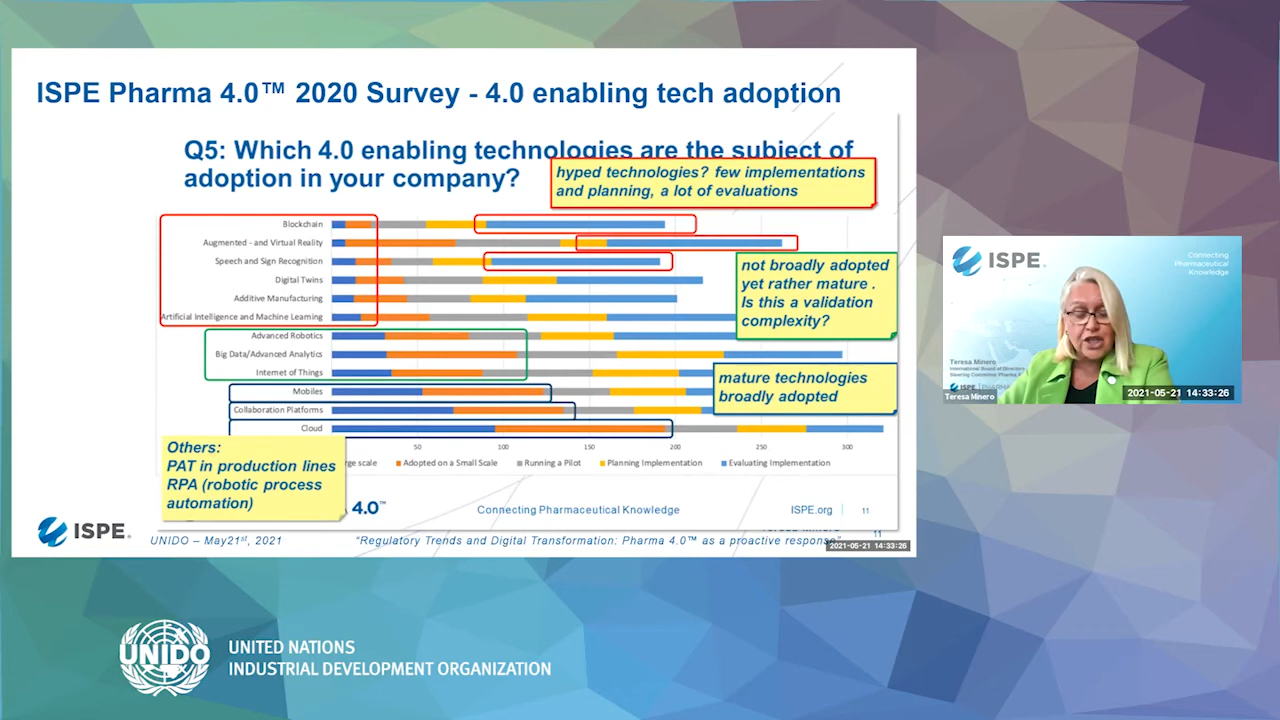 ISPE Pharma 4.0™ 2020 Survey - 4.0 enabling tech adoption
Q5: Which 4.0 enabling technologies are the subject of
adoption in your company?
hyped technologies? few implementations
and planning, a lot of evaluations
Blockchain
Augmented - and Virtual Reality
Speech and Sign Recognition
Digital Twins
Additive Manufacturing
Artificial Intelligence and Machine Learning
Advanced Robotics
Big Data/Advanced Analytics
Internet of Things
Mobiles
Collaboration Platforms
Cloud
not broadly adopted
yet rather mature .
Is this a validation
complexity?
mature technologies
broadly adopted
50 100 150 200 250 300
scale Adopted on a Small Scale Running a Pilot Planning Implementation Evaluating Implementation
Others:
PAT in production lines
RPA (robotic process
automation)
4.0™ Connecting Pharmaceutical Knowledge ISPE.org 11
ISPE®
UNIDO – May21st, 2021 “Regulatory Trends and Digital Transformation: Pharma 4.0™ as a proactive response” 11
2021-05-21 14:33:26
ISPE®
Connecting
Pharmaceutical
Knowledge
Teresa Minero
International Board of Directors
Steering Committee Pharma
ISPE PHARMA
Teresa Minero
2021-05-21 14:33:26
UNIDO
UNITED NATIONS
INDUSTRIAL DEVELOPMENT ORGANIZATION